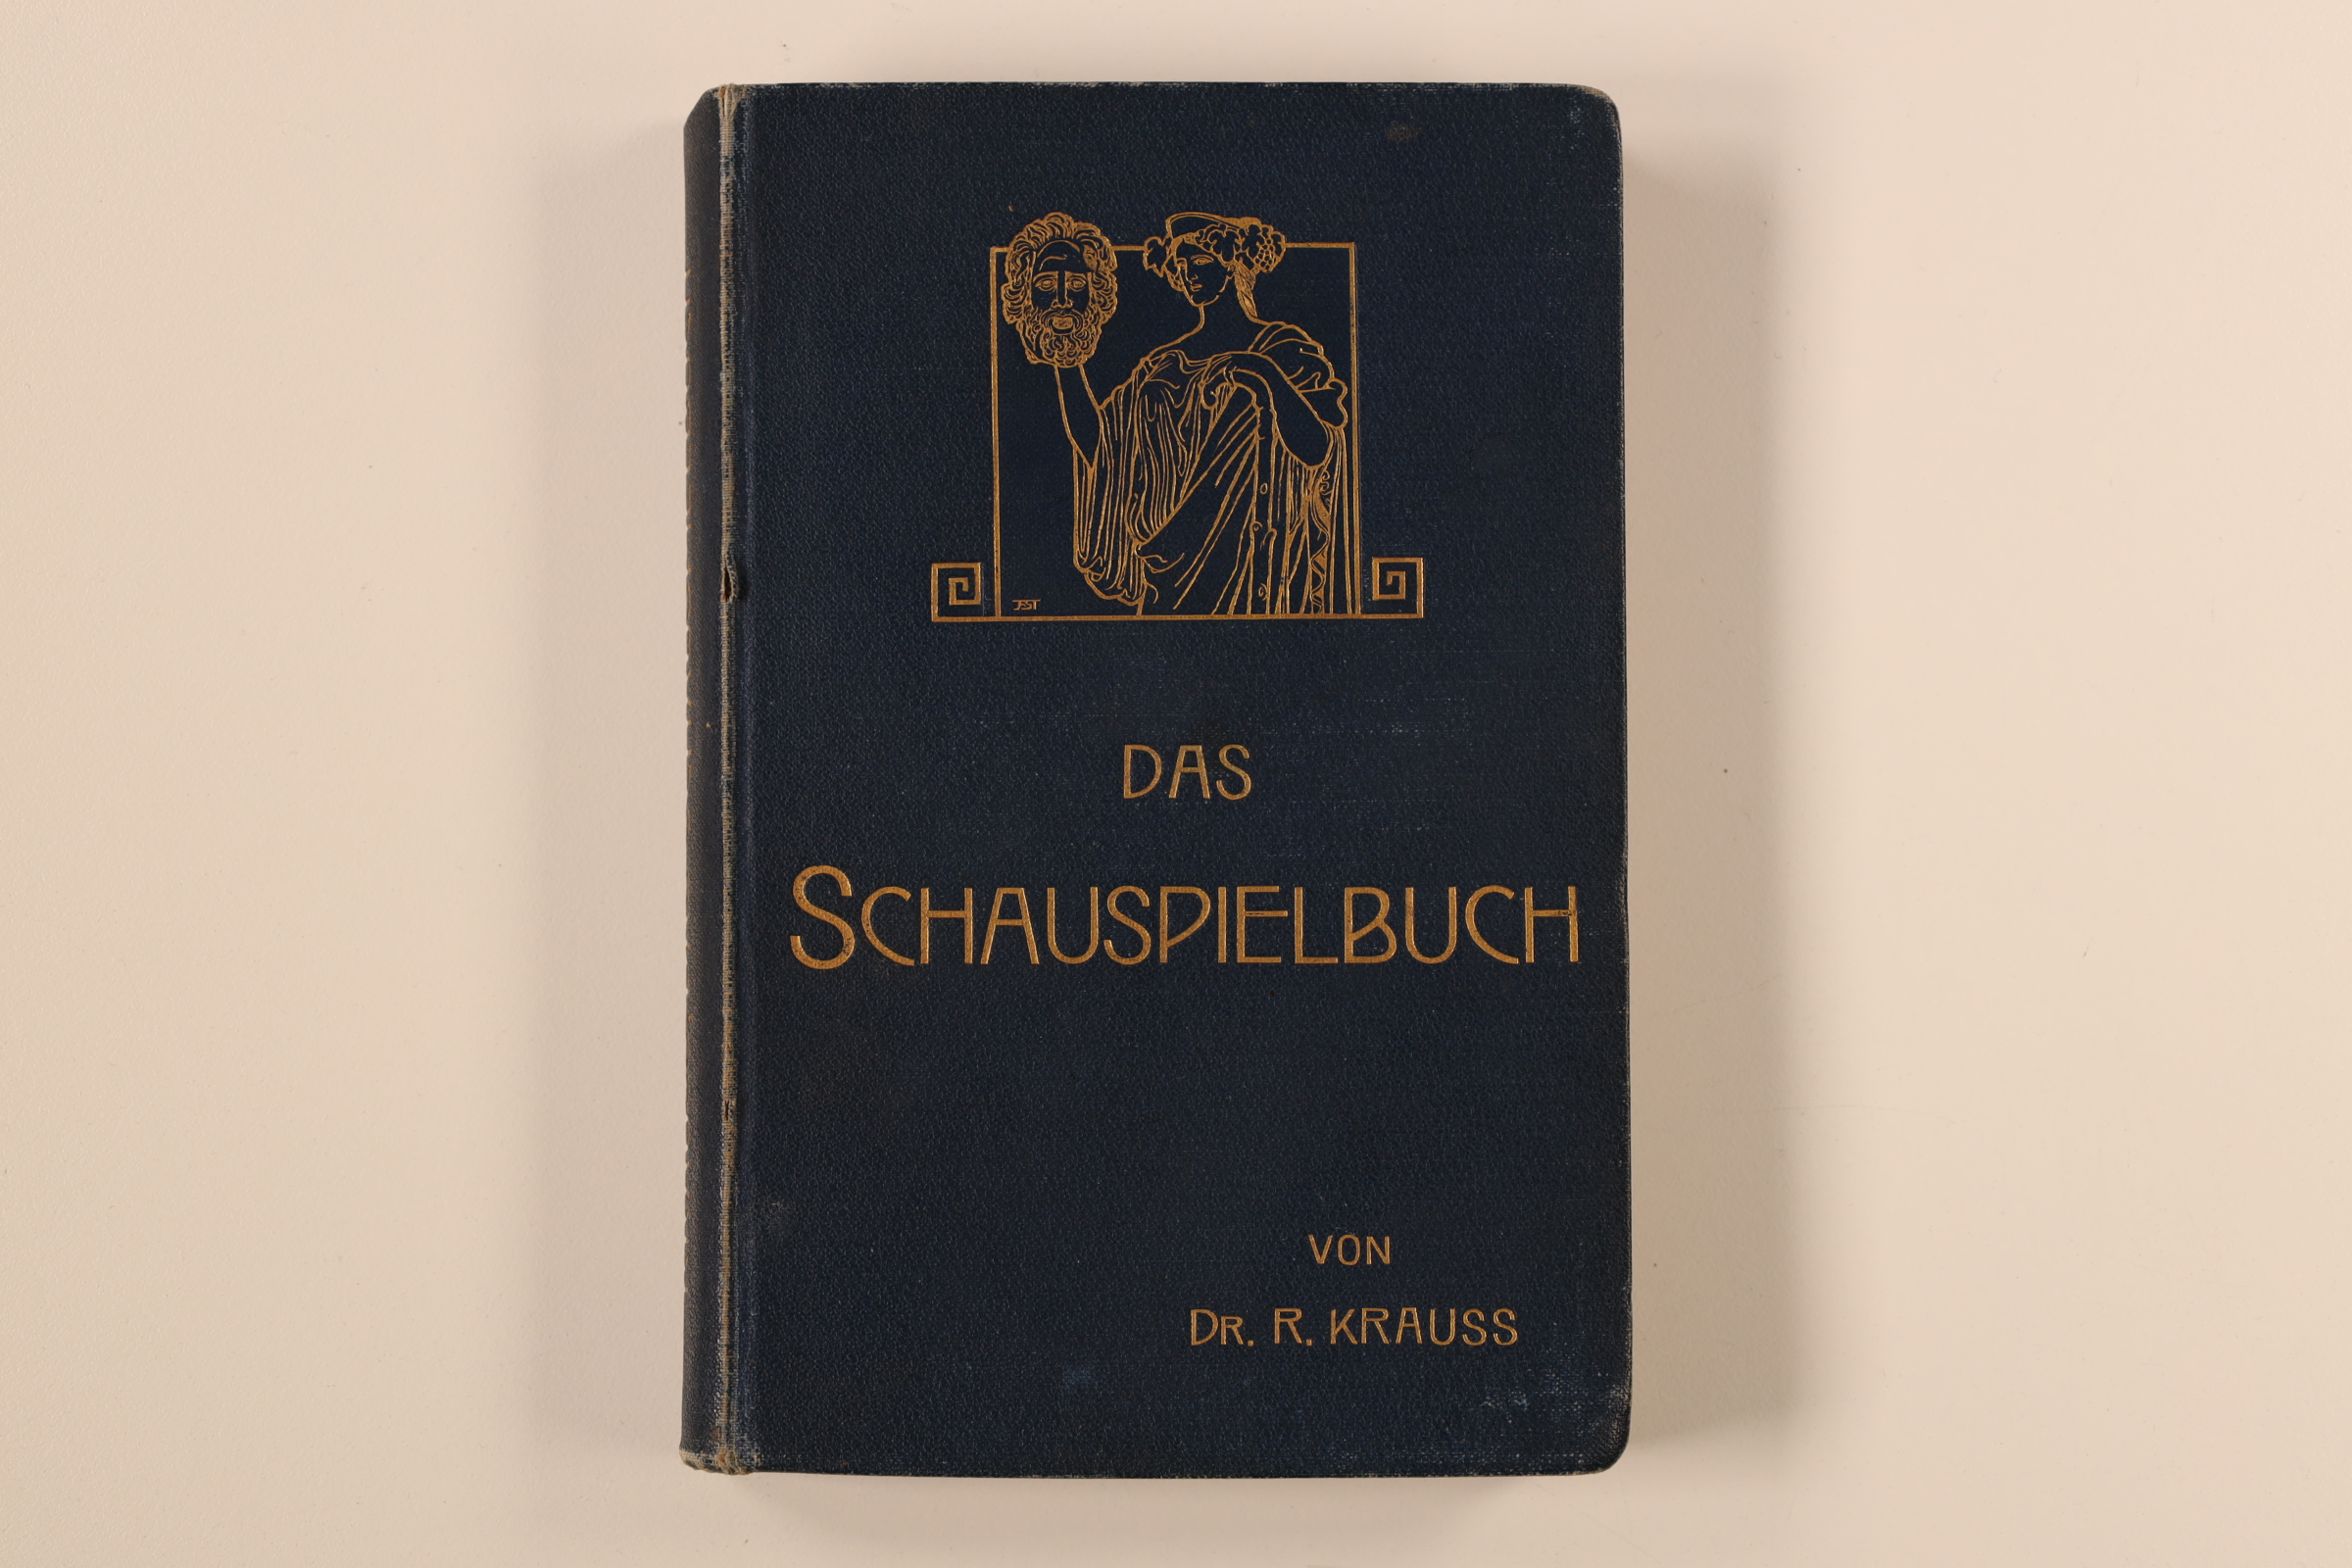 DAS
SCHAUSPIELBUCH
VON
DR. R. KRAUSS